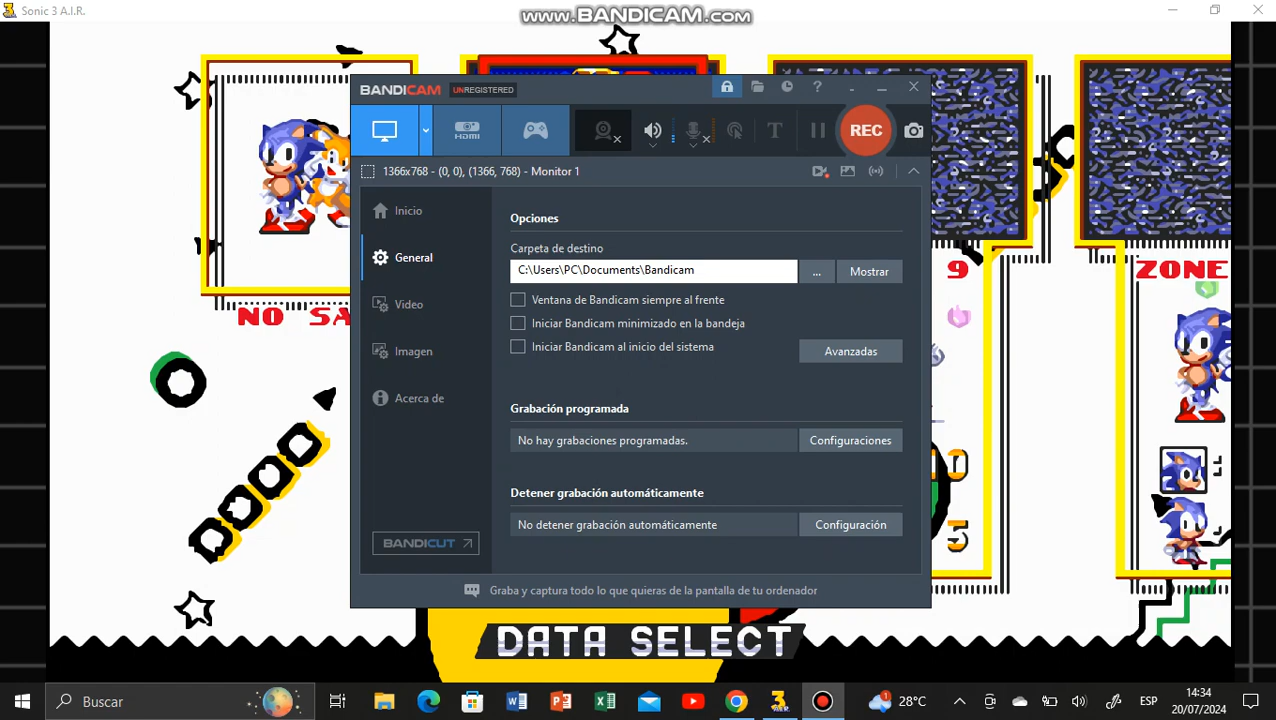 Sonic 3 A.I.R.
www.BANDICAM.com
BANDICAM UNREGISTERED
HDMI
REC
1366x768 - (0, 0), (1366, 768) - Monitor 1
Inicio
General
Video
Imagen
Acerca de
BANDICUT
Opciones
Carpeta de destino
C:\Users\PC\Documents\Bandicam
...
Mostrar
Ventana de Bandicam siempre al frente
Iniciar Bandicam minimizado en la bandeja
Iniciar Bandicam al inicio del sistema
Avanzadas
Grabación programada
No hay grabaciones programadas.
Configuraciones
Detener grabación automáticamente
No detener grabación automáticamente
Configuración
Graba y captura todo lo que quieras de la pantalla de tu ordenador
NO SA
9
ZONE
DATA SELECT
Buscar
28°C
ESP
14:34
20/07/2024